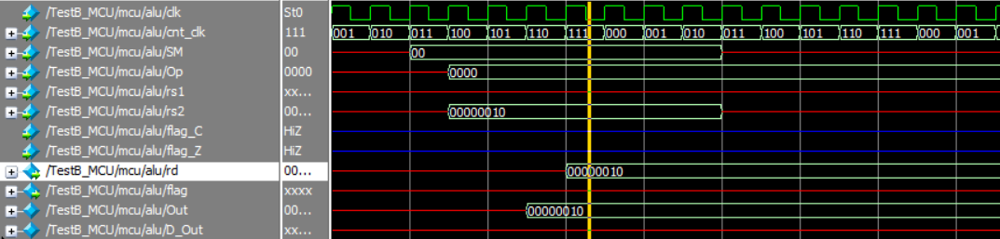 /TestB_MCU/mcu/alu/clk St0
/TestB_MCU/mcu/alu/cnt_clk 111 001 010 011 100 101 110 111 000 001 010 011 100 101 110 111 000 001
/TestB_MCU/mcu/alu/SM 00 00
/TestB_MCU/mcu/alu/Op 0000 0000
/TestB_MCU/mcu/alu/rs1 xx...
/TestB_MCU/mcu/alu/rs2 00... 00000010
/TestB_MCU/mcu/alu/flag_C HiZ
/TestB_MCU/mcu/alu/flag_Z HiZ
/TestB_MCU/mcu/alu/rd 00... 00000010
/TestB_MCU/mcu/alu/flag xxxx
/TestB_MCU/mcu/alu/Out 00... 00000010
/TestB_MCU/mcu/alu/D_Out xx...